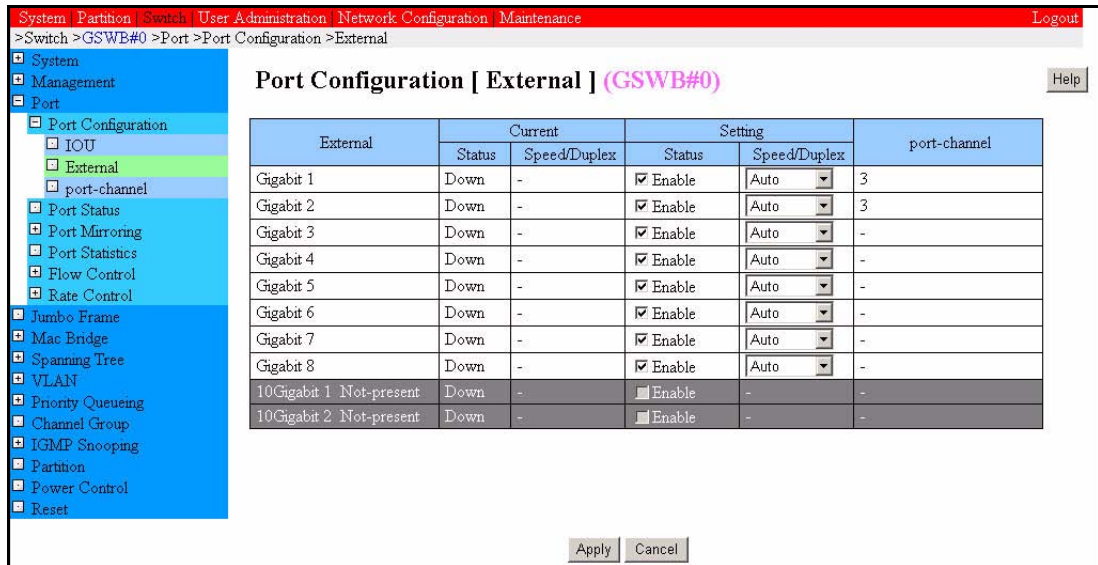 System | Partition | Switch | User Administration | Network Configuration | Maintenance Logout
>Switch >GSWB#0 >Port >Port Configuration >External
System
Management
Port
Port Configuration
IOU
External
port-channel
Port Status
Port Mirroring
Port Statistics
Flow Control
Rate Control
Jumbo Frame
Mac Bridge
Spanning Tree
VLAN
Priority Queueing
Channel Group
IGMP Snooping
Partition
Power Control
Reset
Port Configuration [ External ] (GSWB#0)
Help
External Current Setting port-channel
Status Speed/Duplex Status Speed/Duplex
Gigabit 1 Down - Enable Auto 3
Gigabit 2 Down - Enable Auto 3
Gigabit 3 Down - Enable Auto -
Gigabit 4 Down - Enable Auto -
Gigabit 5 Down - Enable Auto -
Gigabit 6 Down - Enable Auto -
Gigabit 7 Down - Enable Auto -
Gigabit 8 Down - Enable Auto -
10Gigabit 1 Not-present Down - Enable - -
10Gigabit 2 Not-present Down - Enable - -
Apply Cancel